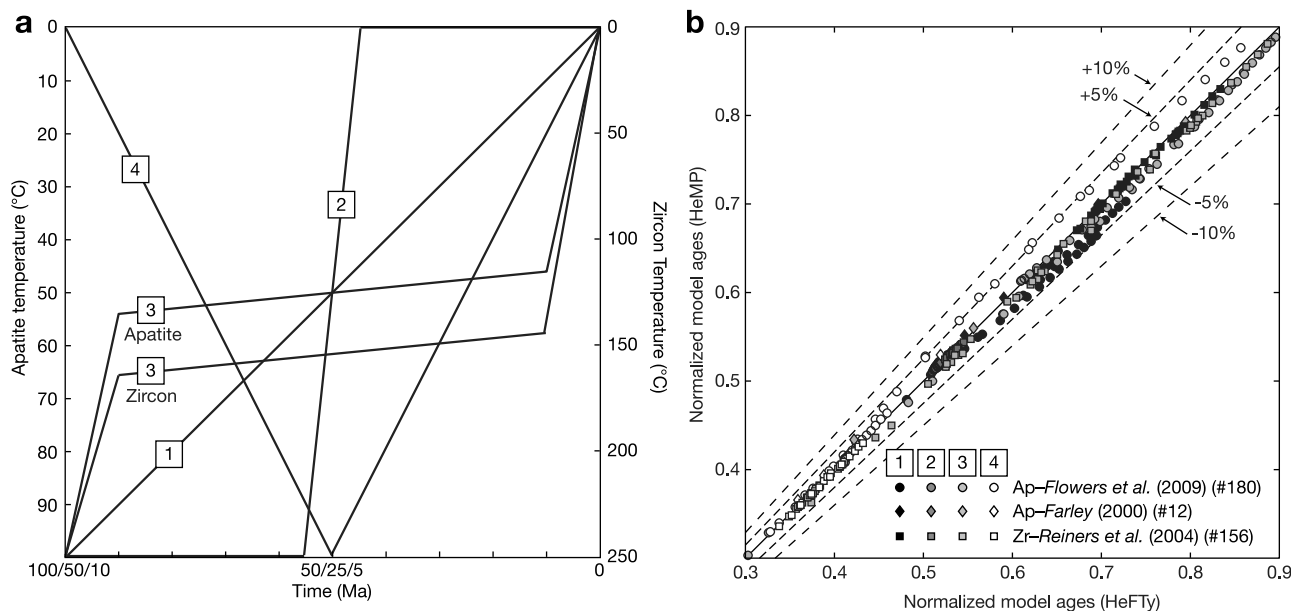 a
0
10
20
30
40
50
60
70
80
90
Apatite temperature (°C)
100/50/10
50/25/5
0
Time (Ma)
0
50
100
150
200
250
Zircon Temperature (°C)
4
2
3
Apatite
3
Zircon
1
b
0.9
0.8
0.7
0.6
0.5
0.4
Normalized model ages (HeMP)
+10%
+5%
-5%
-10%
1 2 3 4
Ap–Flowers et al. (2009) (#180)
Ap–Farley (2000) (#12)
Zr–Reiners et al. (2004) (#156)
0.3 0.4 0.5 0.6 0.7 0.8 0.9
Normalized model ages (HeFTy)